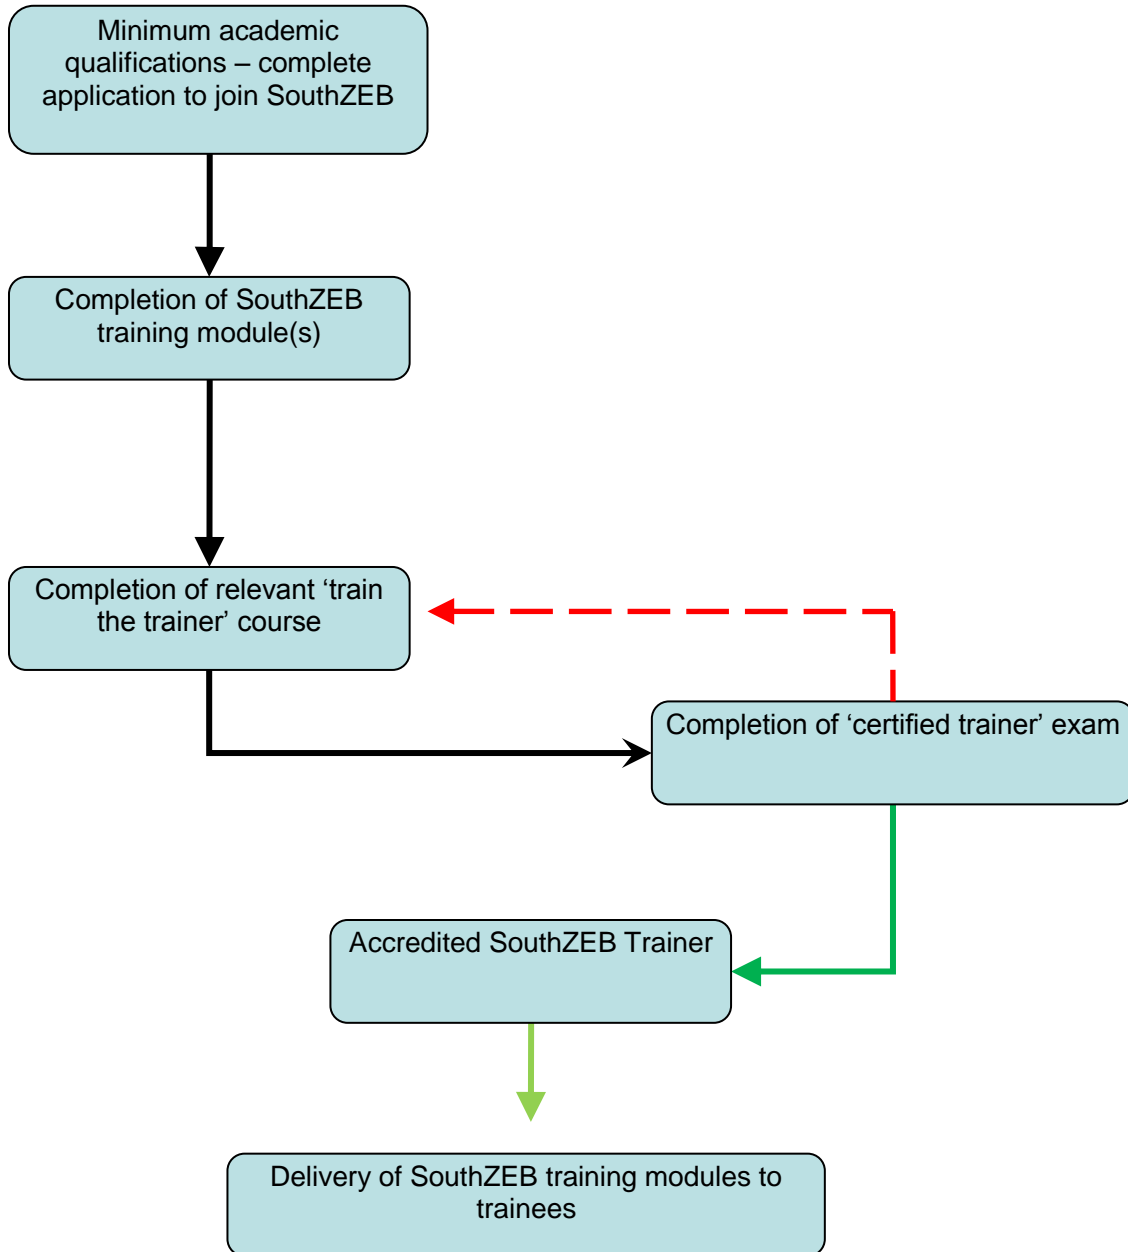 Minimum academic
qualifications – complete
application to join SouthZEB
Completion of SouthZEB
training module(s)
Completion of relevant ‘train
the trainer’ course
Completion of ‘certified trainer’ exam
Accredited SouthZEB Trainer
Delivery of SouthZEB training modules to
trainees